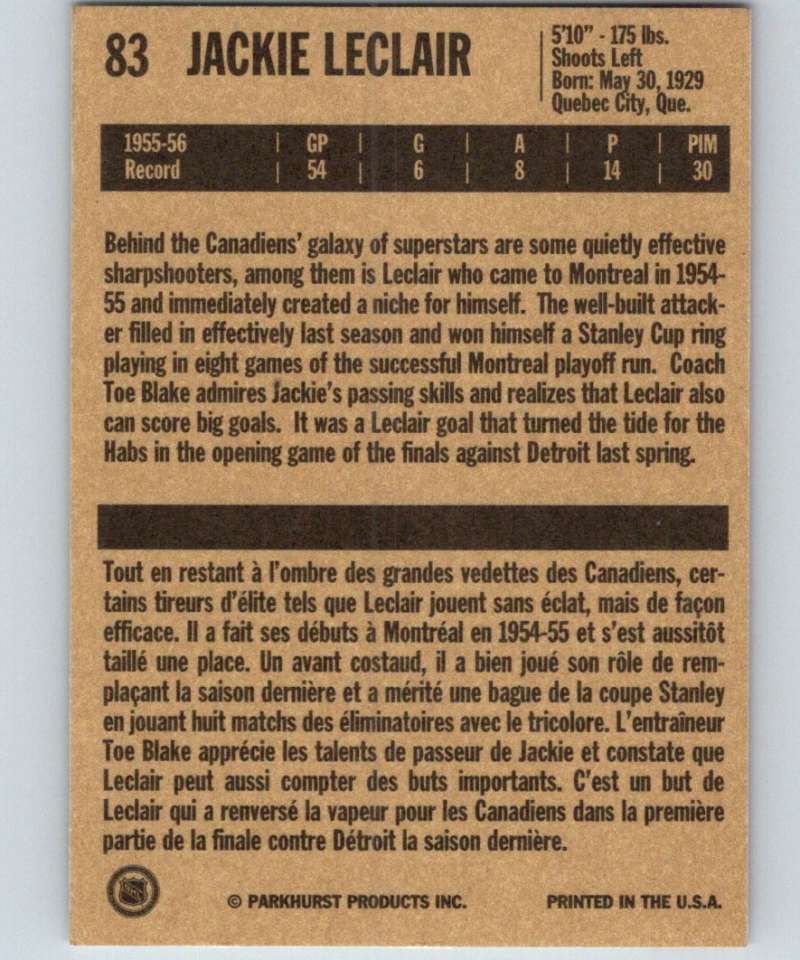 83 JACKIE LECLAIR
5'10" - 175 lbs.
Shoots Left
Born: May 30, 1929
Quebec City, Que.
1955-56 | GP | G | A | P | PIM
Record | 54 | 6 | 8 | 14 | 30
Behind the Canadiens' galaxy of superstars are some quietly effective
sharpshooters, among them is Leclair who came to Montreal in 1954-
55 and immediately created a niche for himself. The well-built attack-
er filled in effectively last season and won himself a Stanley Cup ring
playing in eight games of the successful Montreal playoff run. Coach
Toe Blake admires Jackie's passing skills and realizes that Leclair also
can score big goals. It was a Leclair goal that turned the tide for the
Habs in the opening game of the finals against Detroit last spring.
Tout en restant à l'ombre des grandes vedettes des Canadiens, cer-
tains tireurs d'élite tels que Leclair jouent sans éclat, mais de façon
efficace. Il a fait ses débuts à Montréal en 1954-55 et s'est aussitôt
taillé une place. Un avant costaud, il a bien joué son rôle de rem-
plaçant la saison dernière et a mérité une bague de la coupe Stanley
en jouant huit matchs des éliminatoires avec le tricolore. L'entraîneur
Toe Blake apprécie les talents de passeur de Jackie et constate que
Leclair peut aussi compter des buts importants. C'est un but de
Leclair qui a renversé la vapeur pour les Canadiens dans la première
partie de la finale contre Détroit la saison dernière.
© PARKHURST PRODUCTS INC. PRINTED IN THE U.S.A.